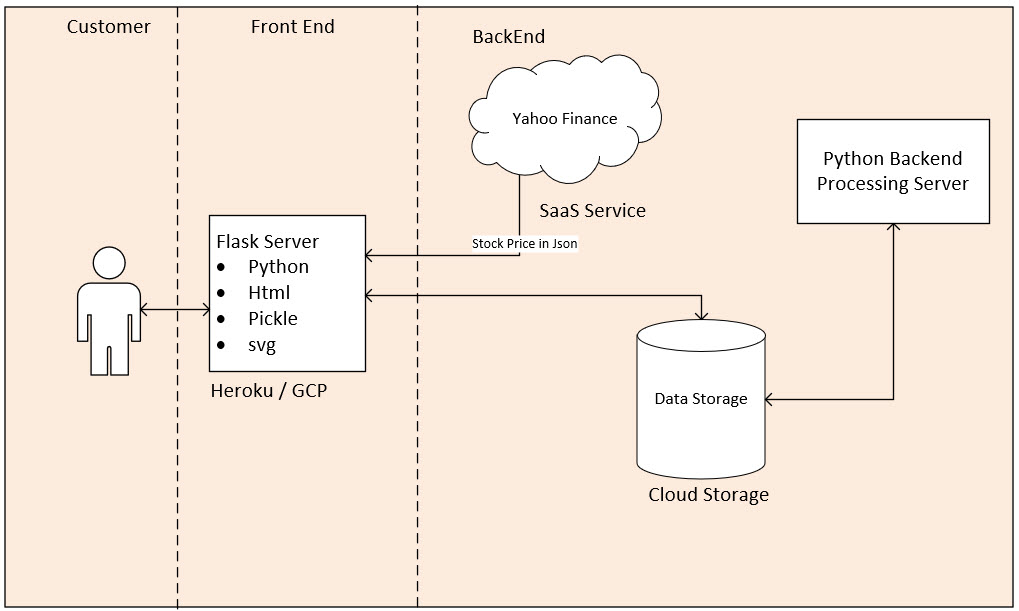 Customer
Front End
BackEnd
Yahoo Finance
SaaS Service
Stock Price in Json
Python Backend
Processing Server
Flask Server
• Python
• Html
• Pickle
• svg
Heroku / GCP
Data Storage
Cloud Storage